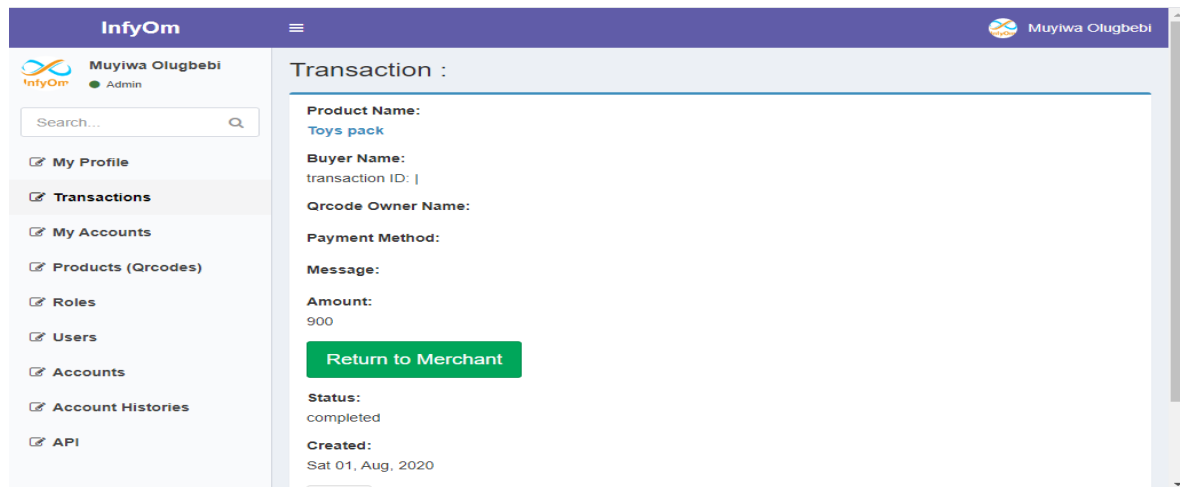 InfyOm
Muyiwa Olugbebi
InfyOm
Muyiwa Olugbebi
Admin
Search...
My Profile
Transactions
My Accounts
Products (Qrcodes)
Roles
Users
Accounts
Account Histories
API
Transaction :
Product Name:
Toys pack
Buyer Name:
transaction ID: |
Qrcode Owner Name:
Payment Method:
Message:
Amount:
900
Return to Merchant
Status:
completed
Created:
Sat 01, Aug, 2020